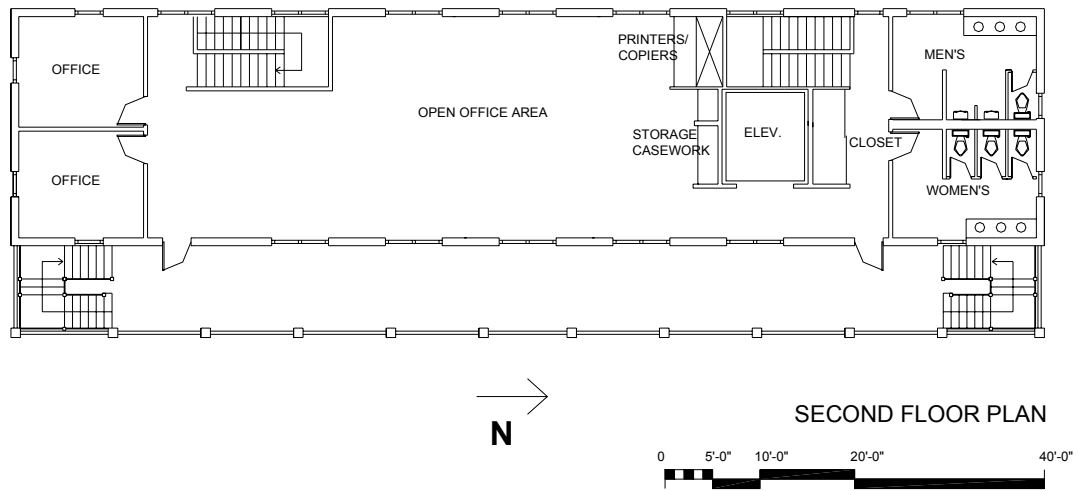 OFFICE
PRINTERS/
COPIERS
MEN'S
OPEN OFFICE AREA
STORAGE
CASEWORK
ELEV.
CLOSET
OFFICE
WOMEN'S
N
SECOND FLOOR PLAN
0 5'-0" 10'-0" 20'-0" 40'-0"